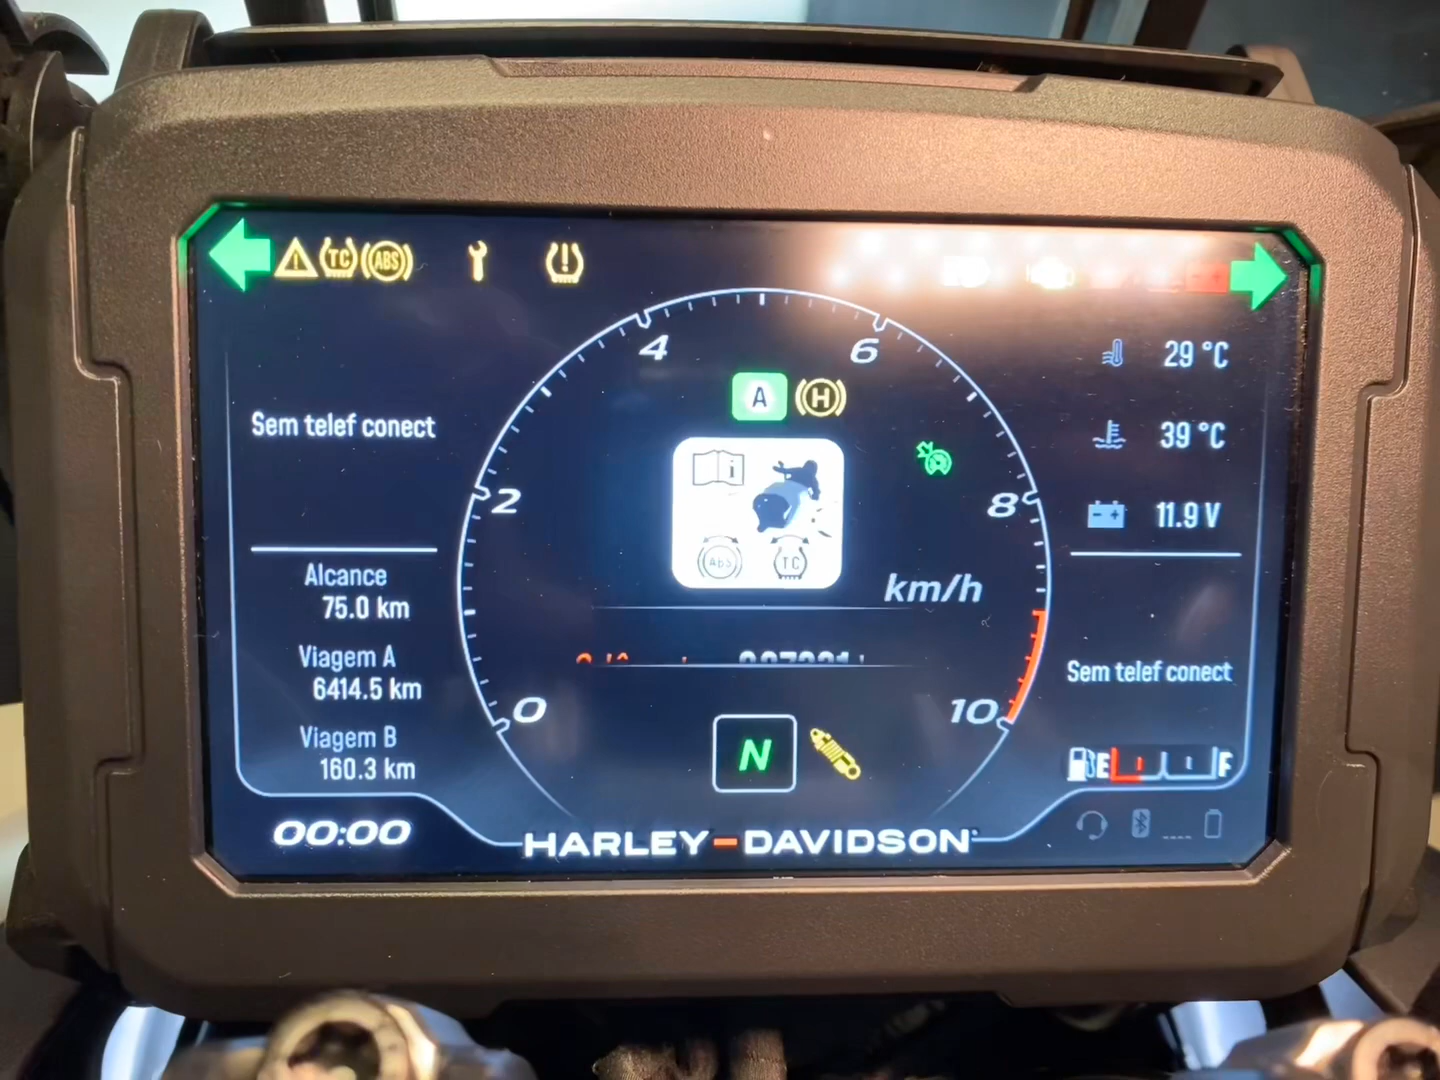 TC
ABS
4
6
29 °C
A
H
39 °C
Sem telef conect
i
2
8
11.9 V
ABS
TC
Alcance
75.0 km
km/h
Viagem A
6414.5 km
Sem telef conect
0
10
Viagem B
160.3 km
N
E
F
00:00
HARLEY-DAVIDSON